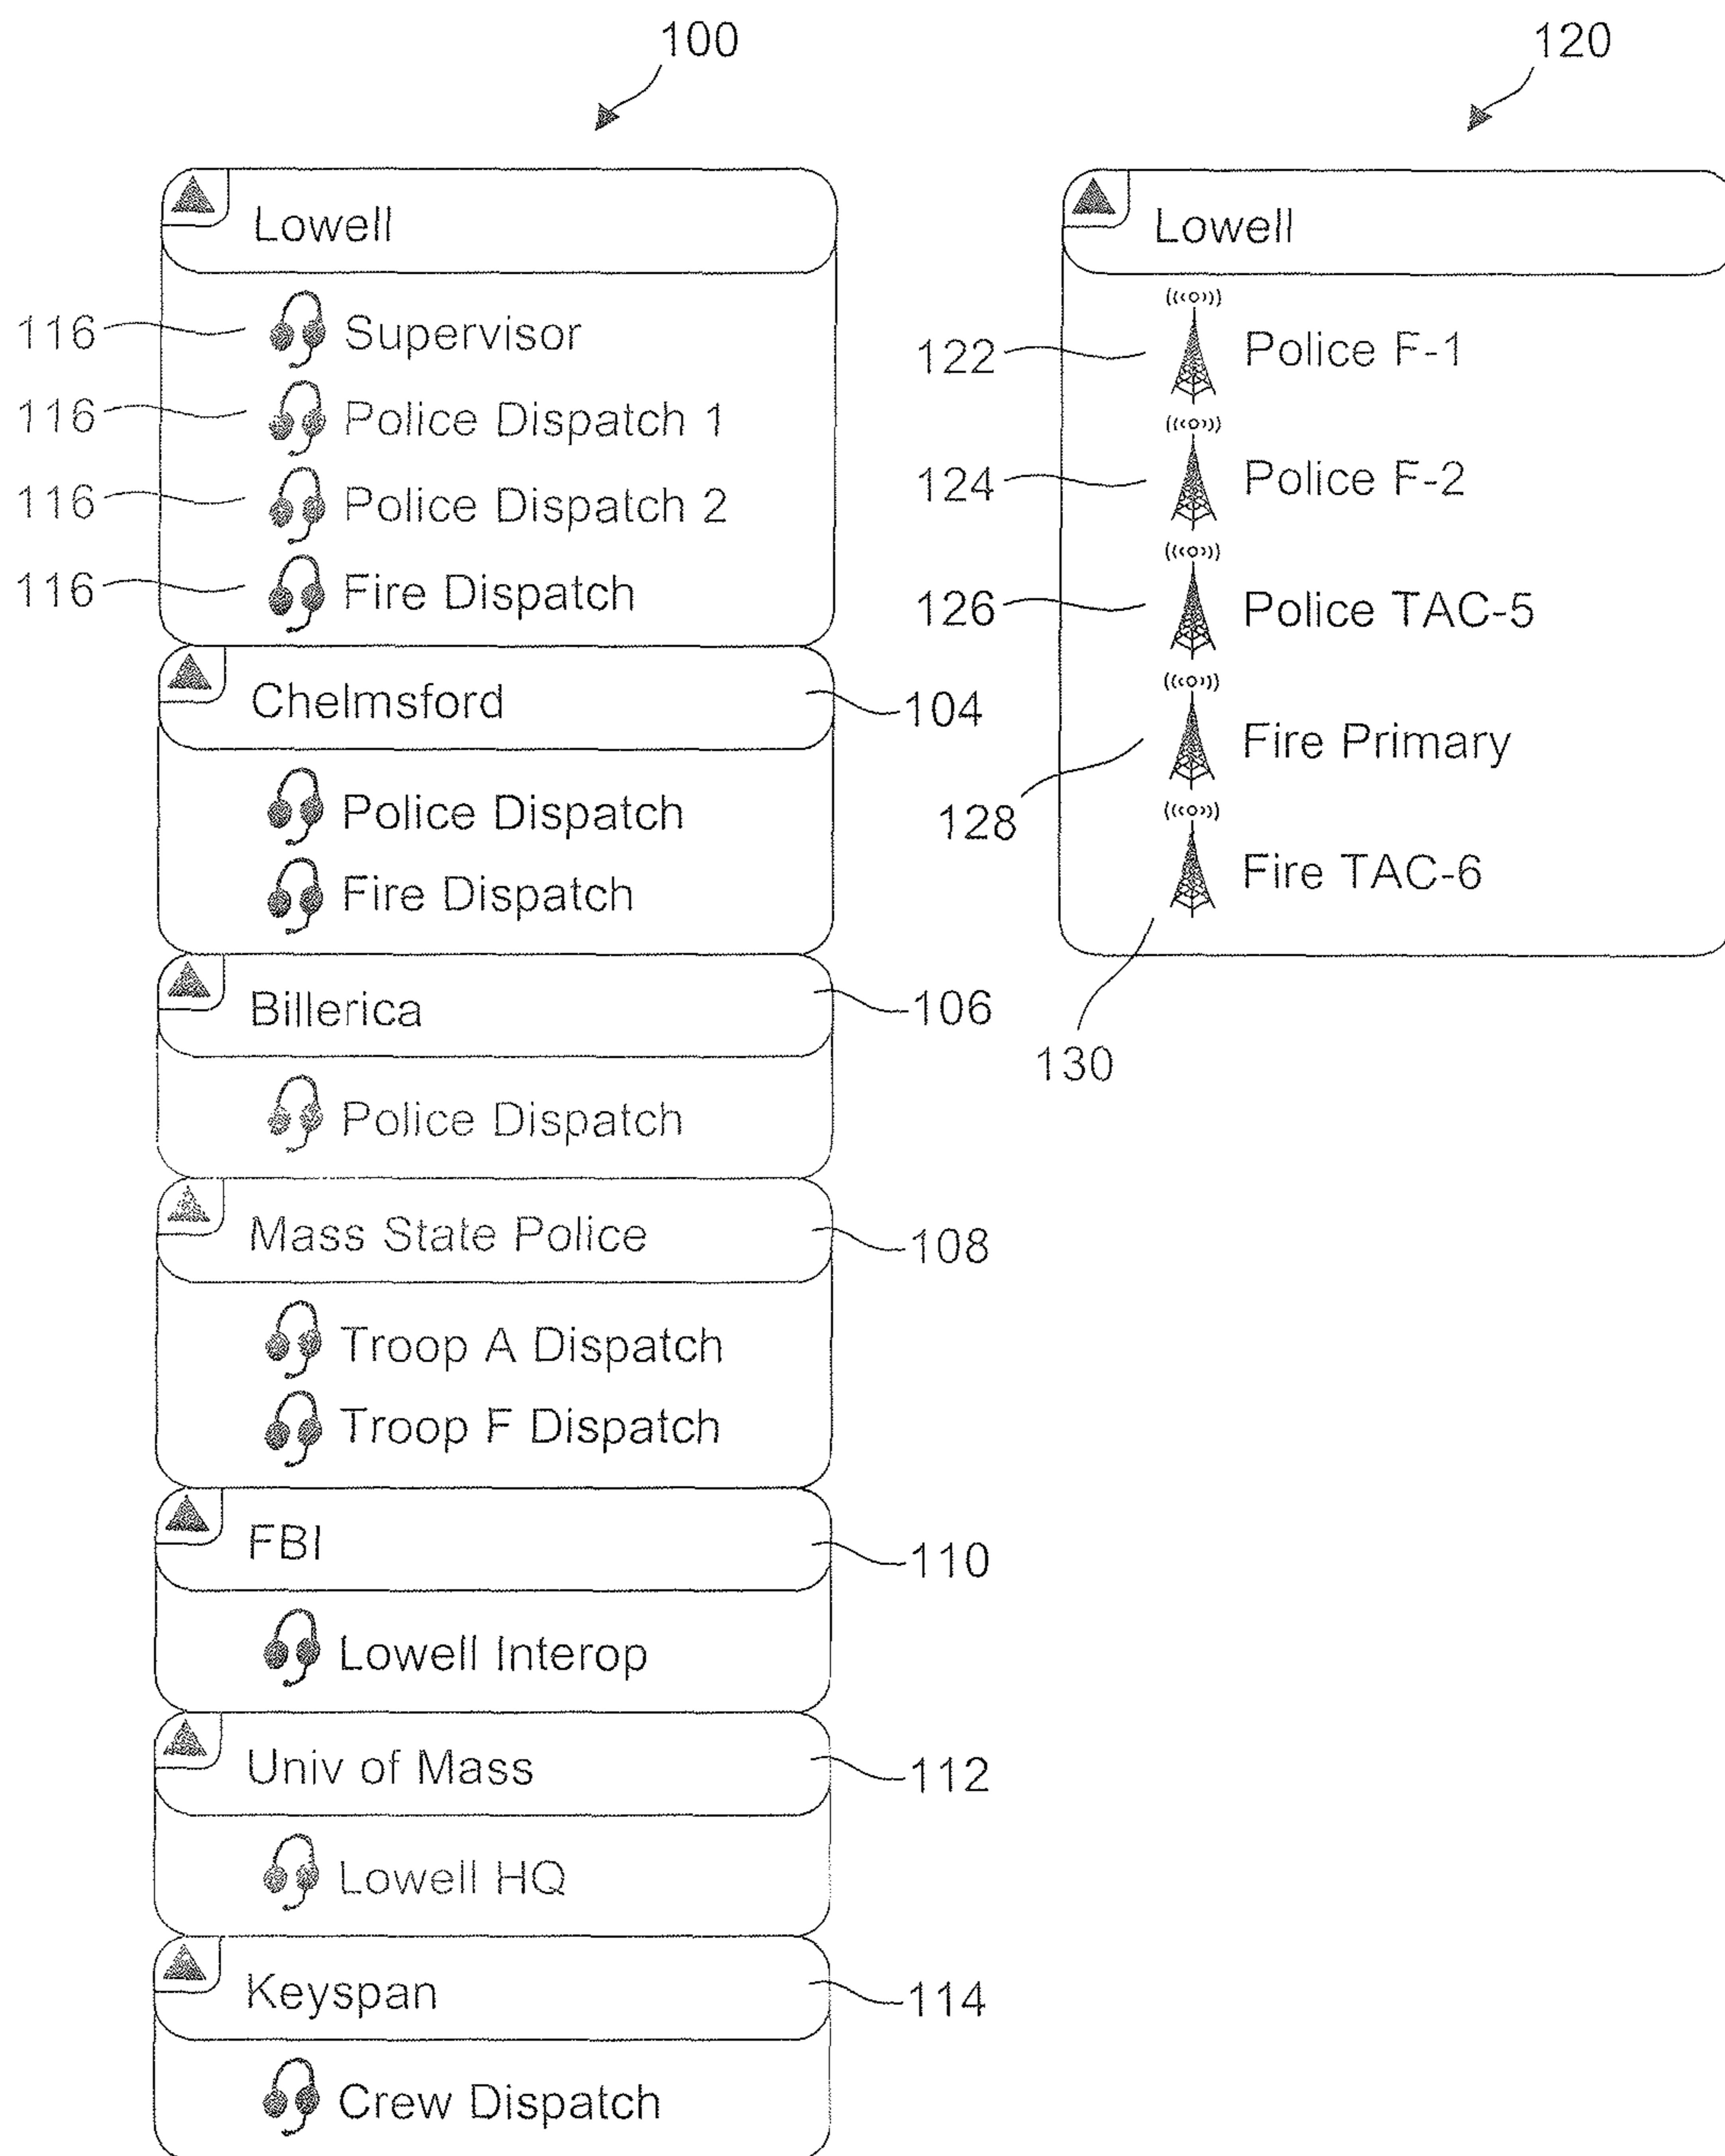 100
120
Lowell
116 Supervisor
116 Police Dispatch 1
116 Police Dispatch 2
116 Fire Dispatch
Chelmsford 104
Police Dispatch
Fire Dispatch
Billerica 106
Police Dispatch
Mass State Police 108
Troop A Dispatch
Troop F Dispatch
FBI 110
Lowell Interop
Univ of Mass 112
Lowell HQ
Keyspan 114
Crew Dispatch
Lowell
122 Police F-1
124 Police F-2
126 Police TAC-5
128 Fire Primary
Fire TAC-6
130